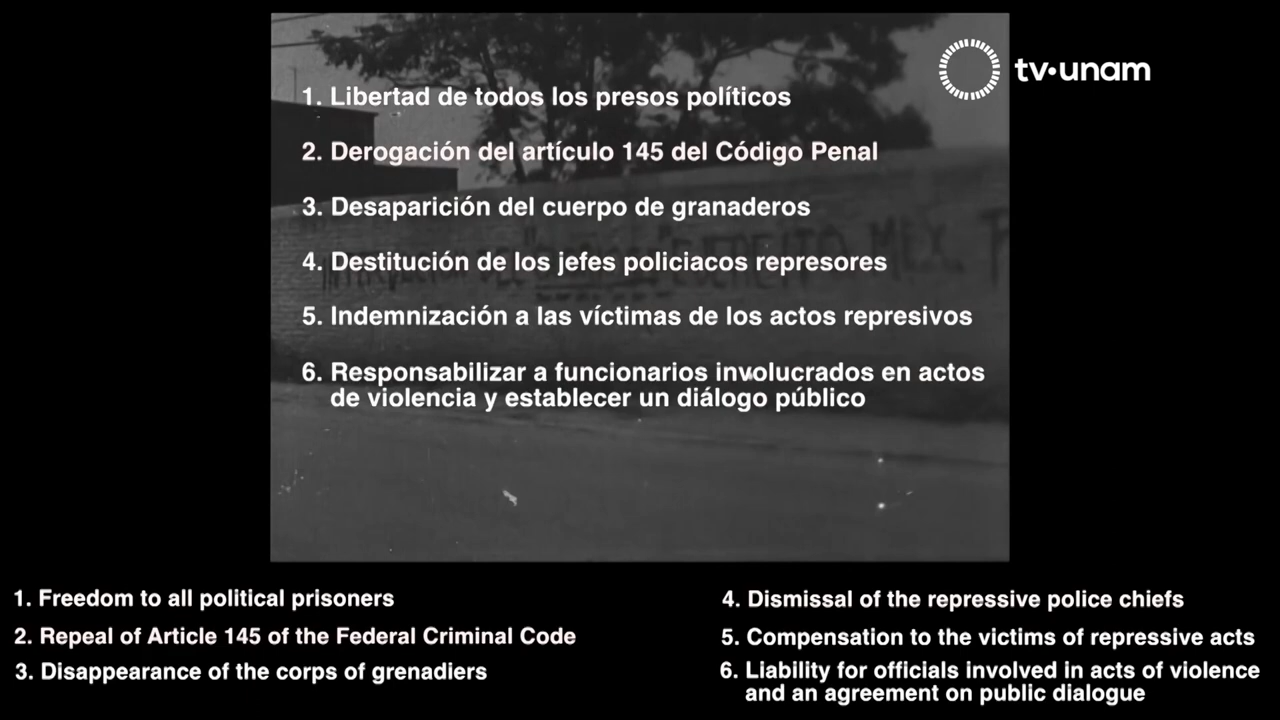 tv·unam
1. Libertad de todos los presos políticos
2. Derogación del artículo 145 del Código Penal
3. Desaparición del cuerpo de granaderos
4. Destitución de los jefes policiacos represores
5. Indemnización a las víctimas de los actos represivos
6. Responsabilizar a funcionarios involucrados en actos
de violencia y establecer un diálogo público
EJERCITO MEX.
1. Freedom to all political prisoners
2. Repeal of Article 145 of the Federal Criminal Code
3. Disappearance of the corps of grenadiers
4. Dismissal of the repressive police chiefs
5. Compensation to the victims of repressive acts
6. Liability for officials involved in acts of violence
and an agreement on public dialogue